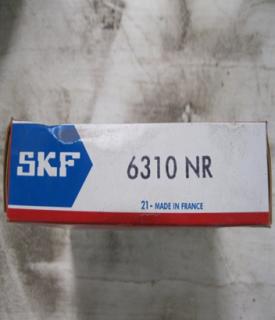 SKF
6310 NR
21- MADE IN FRANCE